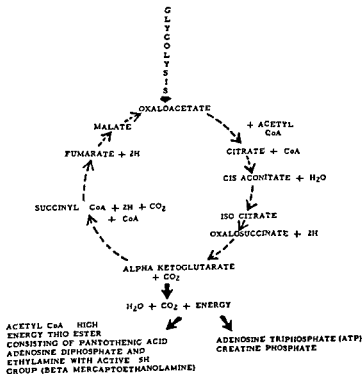 GLYCOLYSIS
OXALOACETATE
+ ACETYL
CoA
MALATE
CITRATE + CoA
FUMARATE + 2H
CIS ACONITATE + H2O
SUCCINYL CoA + 2H + CO2
+ CoA
ISO CITRATE
OXALOSUCCINATE + 2H
ALPHA KETOGLUTARATE
+ CO2
H2O + CO2 + ENERGY
ACETYL CoA HIGH
ENERGY THIO ESTER
CONSISTING OF PANTOTHENIC ACID
ADENOSINE DIPHOSPHATE AND
ETHYLAMINE WITH ACTIVE SH
GROUP (BETA MERCAPTOETHANOLAMINE)
ADENOSINE TRIPHOSPHATE (ATP)
CREATINE PHOSPHATE